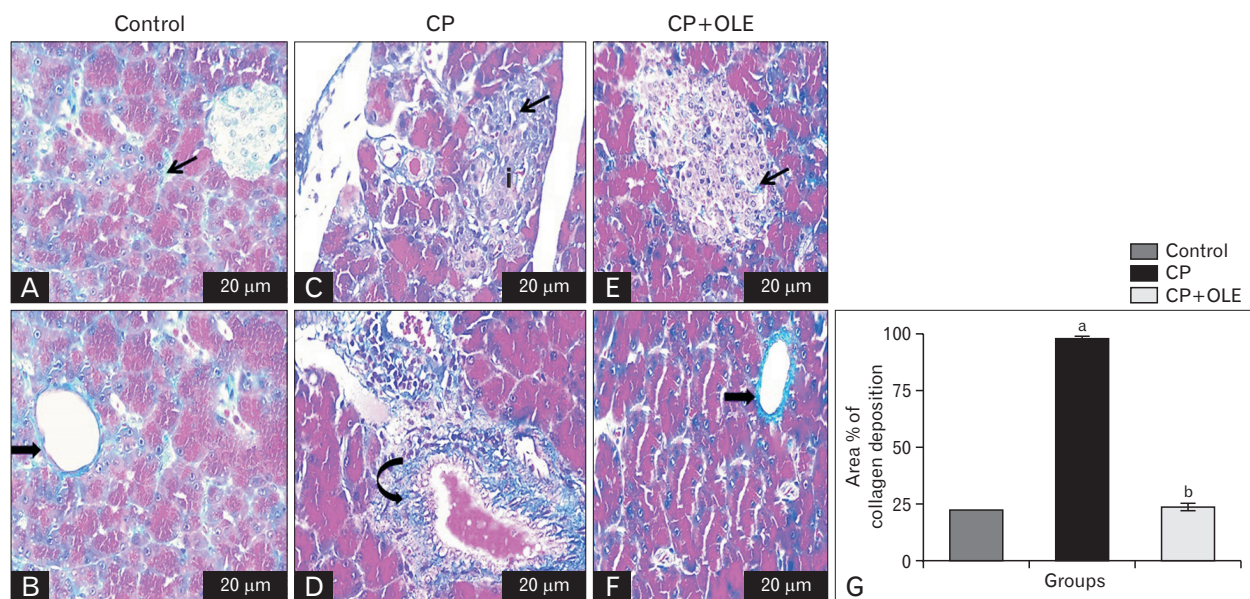 Control
CP
CP+OLE
A
20 μm
C
20 μm
i
E
20 μm
B
20 μm
D
20 μm
F
20 μm
Control
CP
CP+OLE
G
Area % of
collagen deposition
100
75
50
25
0
a
b
Groups